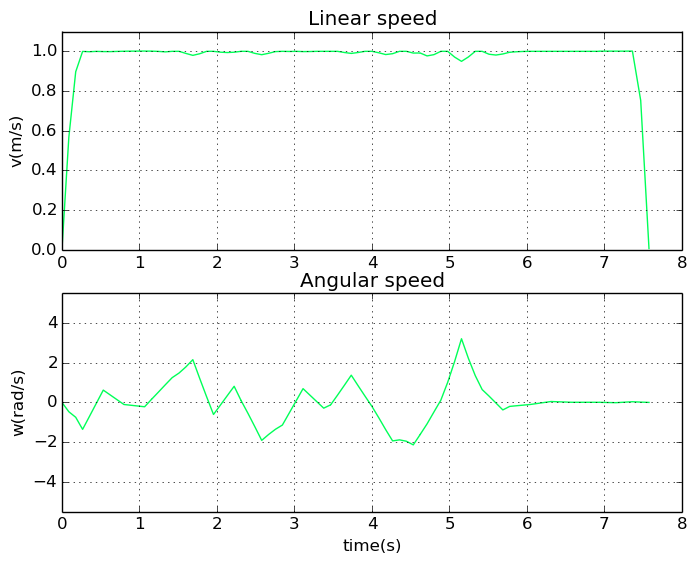 Linear speed
1.0
0.8
0.6
0.4
0.2
0.0
v(m/s)
0 1 2 3 4 5 6 7 8
Angular speed
4
2
0
−2
−4
w(rad/s)
0 1 2 3 4 5 6 7 8
time(s)